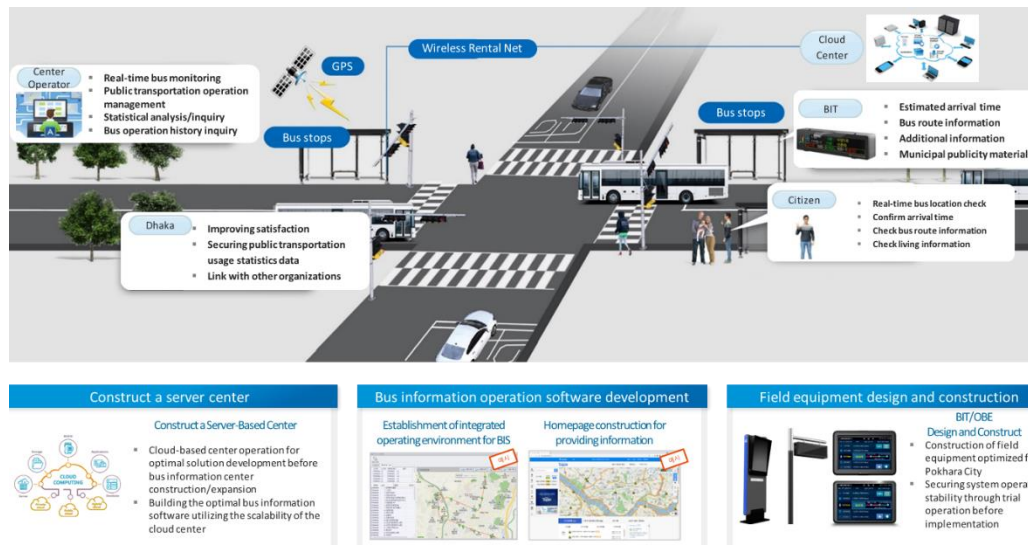 Wireless Rental Net
Cloud
Center
GPS
Center
Operator
Real-time bus monitoring
Public transportation operation
management
Statistical analysis/inquiry
Bus operation history inquiry
Bus stops
Bus stops
BIT
Estimated arrival time
Bus route information
Additional information
Municipal publicity material
Dhaka
Improving satisfaction
Securing public transportation
usage statistics data
Link with other organizations
Citizen
Real-time bus location check
Confirm arrival time
Check bus route information
Check living information
Construct a server center
Construct a Server-Based Center
CLOUD
COMPUTING
Cloud-based center operation for
optimal solution development before
bus information center
construction/expansion
Building the optimal bus information
software utilizing the scalability of the
cloud center
Bus information operation software development
Establishment of integrated
operating environment for BIS
예시
Homepage construction for
providing information
예시
Field equipment design and construction
BIT/OBE
Design and Construct
Construction of field
equipment optimized f
Pokhara City
Securing system opera
stability through trial
operation before
implementation